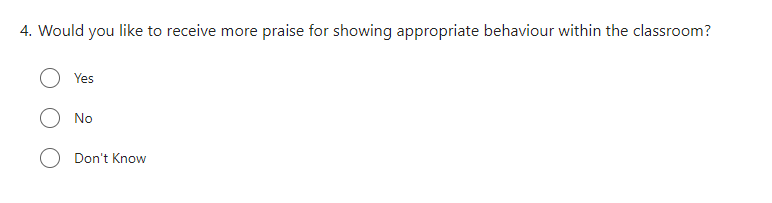 4. Would you like to receive more praise for showing appropriate behaviour within the classroom?
Yes
No
Don't Know